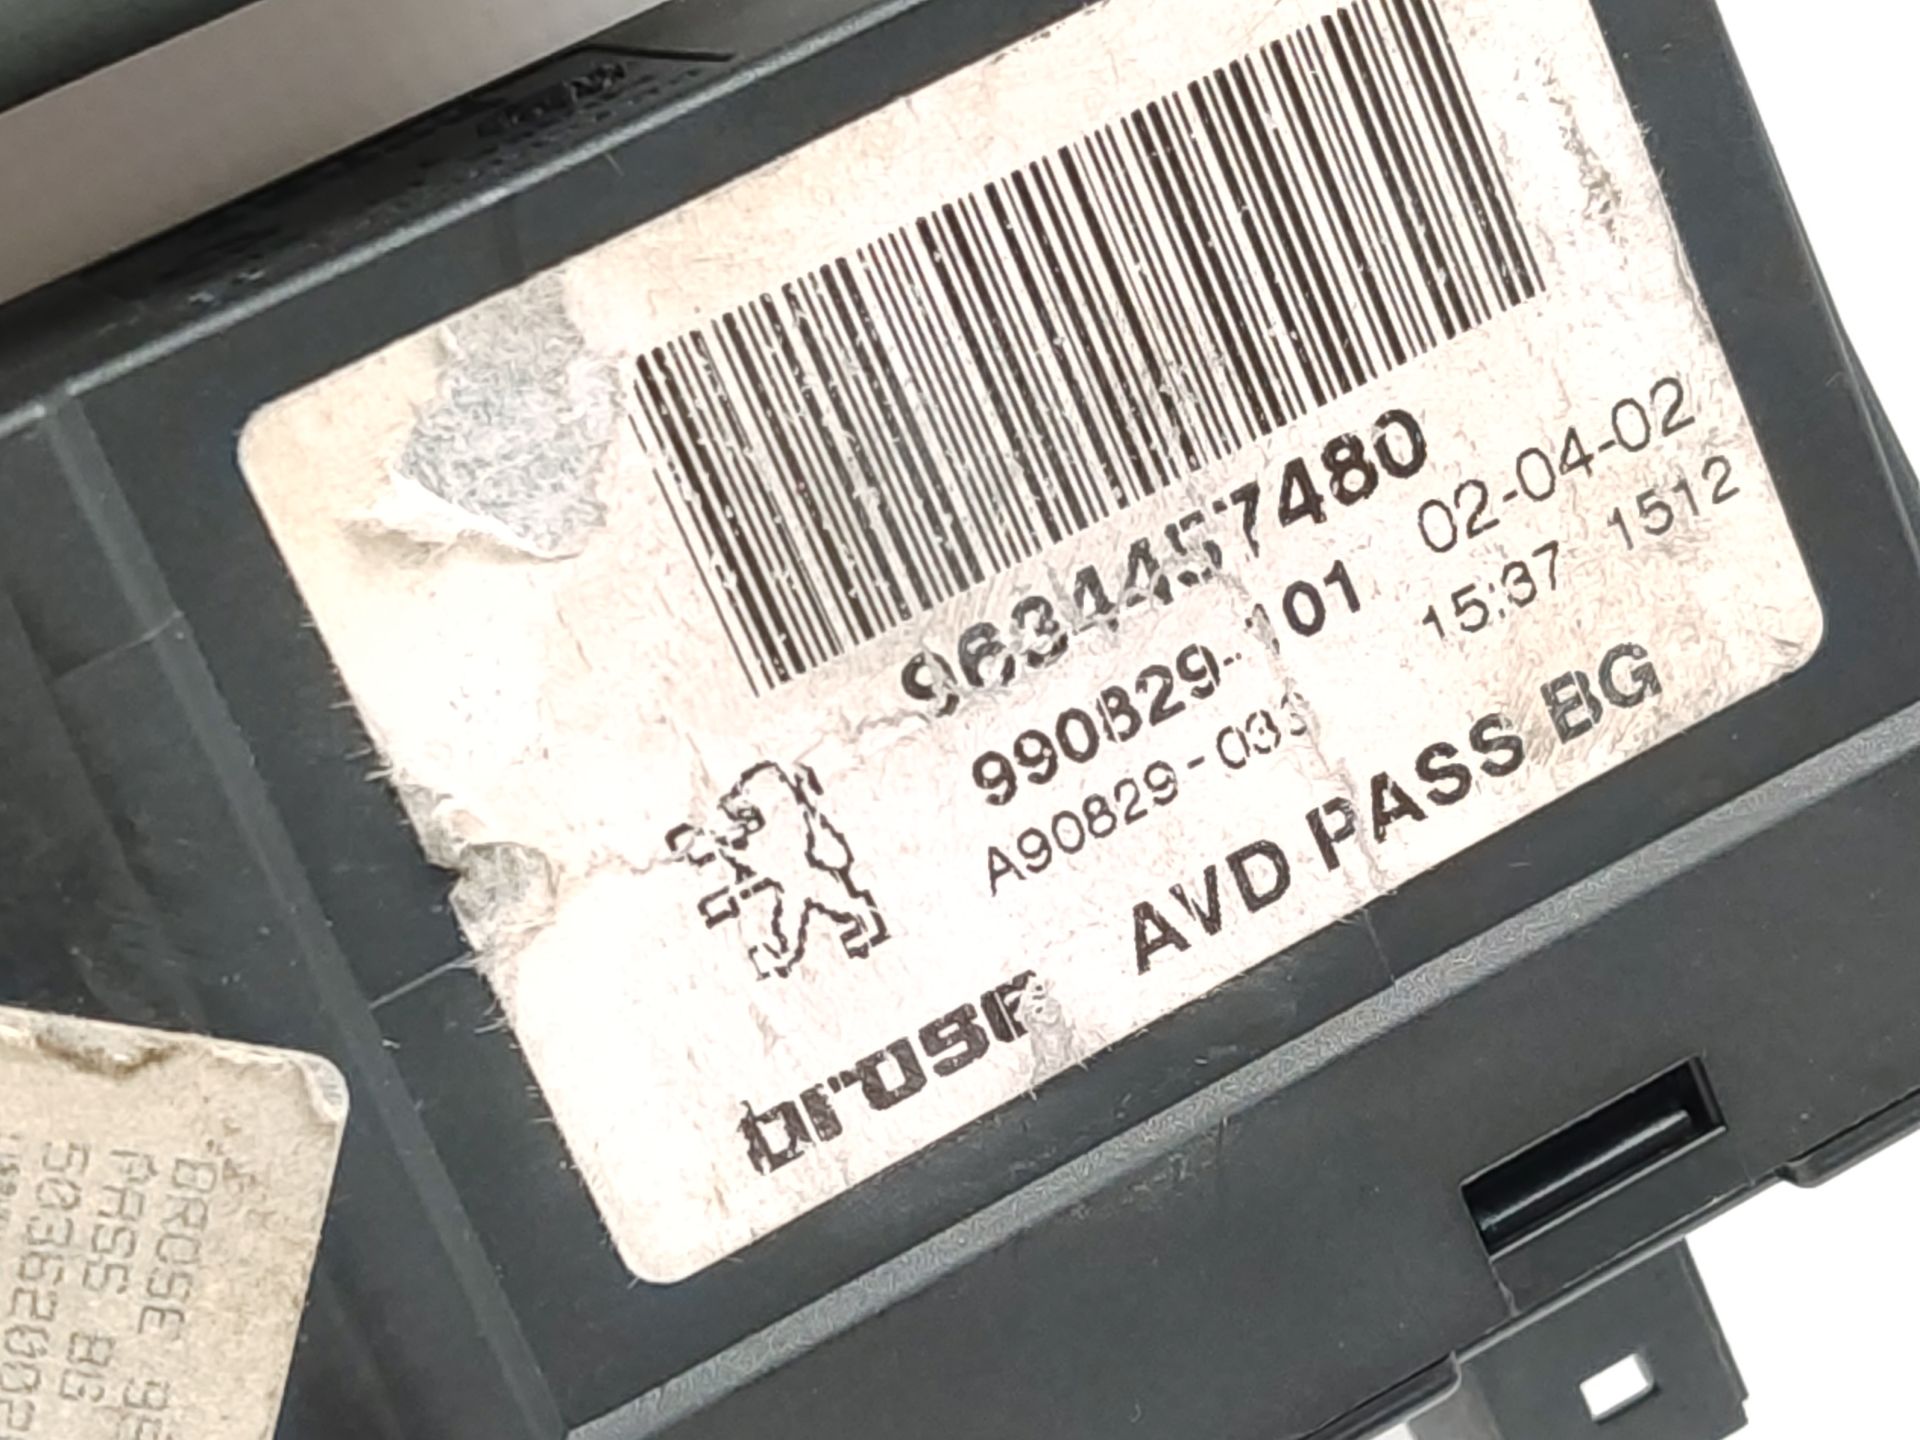 9634457480
990829-101 02-04-02
A90829-033 15:37 1512
brose AVD PASS BG
BROSE
PASS BG